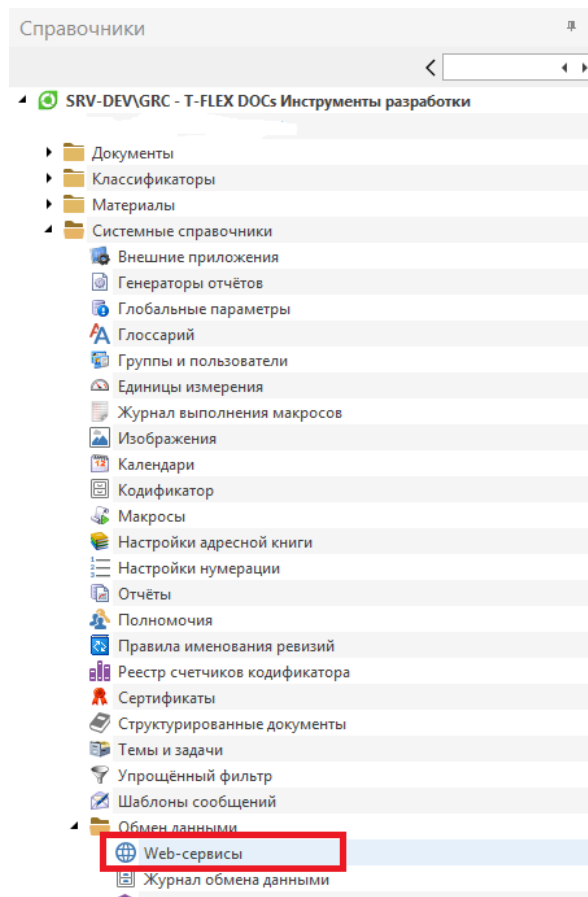 Справочники
SRV-DEV\GRC - T-FLEX DOCs Инструменты разработки
Документы
Классификаторы
Материалы
Системные справочники
Внешние приложения
Генераторы отчётов
Глобальные параметры
Глоссарий
Группы и пользователи
Единицы измерения
Журнал выполнения макросов
Изображения
Календари
Кодификатор
Макросы
Настройки адресной книги
Настройки нумерации
Отчёты
Полномочия
Правила именования ревизий
Реестр счетчиков кодификатора
Сертификаты
Структурированные документы
Темы и задачи
Упрощённый фильтр
Шаблоны сообщений
Обмен данными
Web-сервисы
Журнал обмена данными